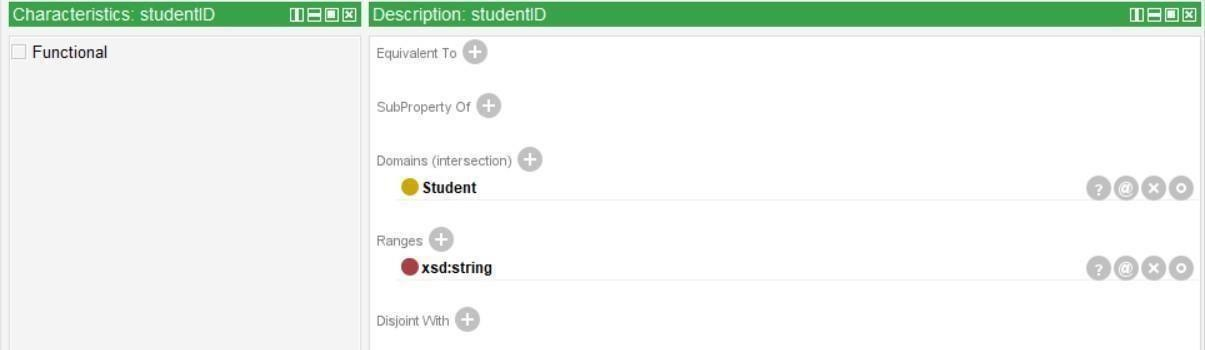 Characteristics: studentID
Functional
Description: studentID
Equivalent To
SubProperty Of
Domains (intersection)
Student
Ranges
xsd:string
Disjoint With